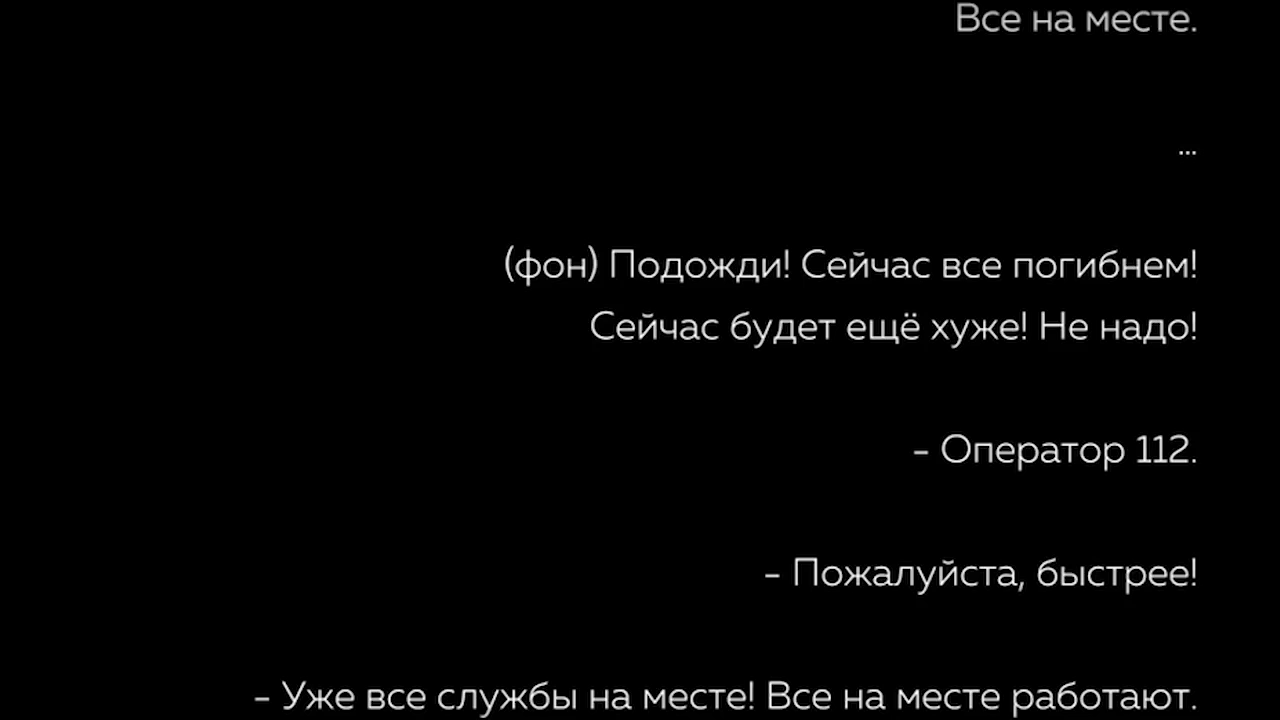 Все на месте.
...
(фон) Подожди! Сейчас все погибнем!
Сейчас будет ещё хуже! Не надо!
- Оператор 112.
- Пожалуйста, быстрее!
- Уже все службы на месте! Все на месте работают.